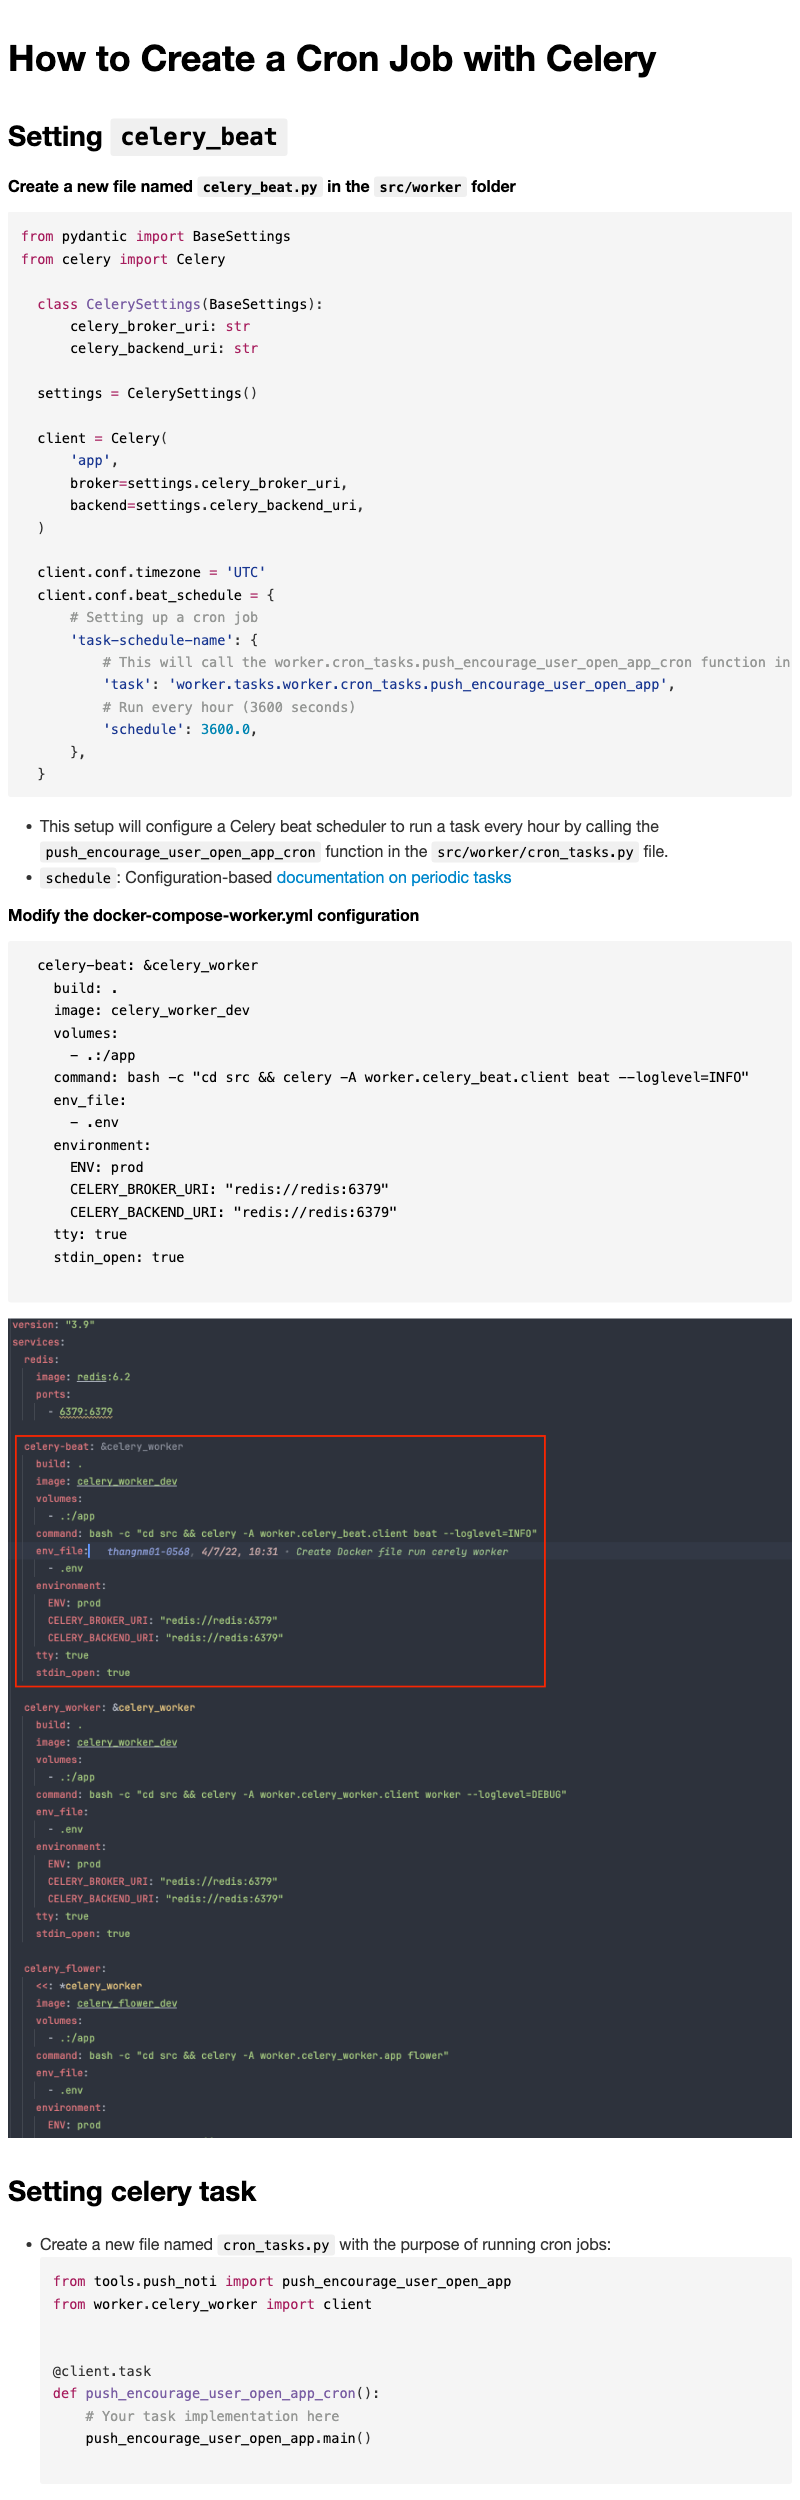 How to Create a Cron Job with Celery
Setting celery_beat
Create a new file named celery_beat.py in the src/worker folder
from pydantic import BaseSettings
from celery import Celery
class CelerySettings(BaseSettings):
celery_broker_uri: str
celery_backend_uri: str
settings = CelerySettings()
client = Celery(
'app',
broker=settings.celery_broker_uri,
backend=settings.celery_backend_uri,
)
client.conf.timezone = 'UTC'
client.conf.beat_schedule = {
# Setting up a cron job
'task-schedule-name': {
# This will call the worker.cron_tasks.push_encourage_user_open_app_cron function in
'task': 'worker.tasks.worker.cron_tasks.push_encourage_user_open_app',
# Run every hour (3600 seconds)
'schedule': 3600.0,
},
}
• This setup will configure a Celery beat scheduler to run a task every hour by calling the
push_encourage_user_open_app_cron function in the src/worker/cron_tasks.py file.
• schedule : Configuration-based documentation on periodic tasks
Modify the docker-compose-worker.yml configuration
celery-beat: &celery_worker
build: .
image: celery_worker_dev
volumes:
- .:/app
command: bash -c "cd src && celery -A worker.celery_beat.client beat --loglevel=INFO"
env_file:
- .env
environment:
ENV: prod
CELERY_BROKER_URI: "redis://redis:6379"
CELERY_BACKEND_URI: "redis://redis:6379"
tty: true
stdin_open: true
version: "3.9"
services:
redis:
image: redis:6.2
ports:
- 6379:6379
celery-beat: &celery_worker
build: .
image: celery_worker_dev
volumes:
- .:/app
command: bash -c "cd src && celery -A worker.celery_beat.client beat --loglevel=INFO"
env_file: thangnm01-0568, 4/7/22, 10:31 · Create Docker file run cerely worker
- .env
environment:
ENV: prod
CELERY_BROKER_URI: "redis://redis:6379"
CELERY_BACKEND_URI: "redis://redis:6379"
tty: true
stdin_open: true
celery_worker: &celery_worker
build: .
image: celery_worker_dev
volumes:
- .:/app
command: bash -c "cd src && celery -A worker.celery_worker.client worker --loglevel=DEBUG"
env_file:
- .env
environment:
ENV: prod
CELERY_BROKER_URI: "redis://redis:6379"
CELERY_BACKEND_URI: "redis://redis:6379"
tty: true
stdin_open: true
celery_flower:
<<: *celery_worker
image: celery_flower_dev
volumes:
- .:/app
command: bash -c "cd src && celery -A worker.celery_worker.app flower"
env_file:
- .env
environment:
ENV: prod
Setting celery task
• Create a new file named cron_tasks.py with the purpose of running cron jobs:
from tools.push_noti import push_encourage_user_open_app
from worker.celery_worker import client
@client.task
def push_encourage_user_open_app_cron():
# Your task implementation here
push_encourage_user_open_app.main()